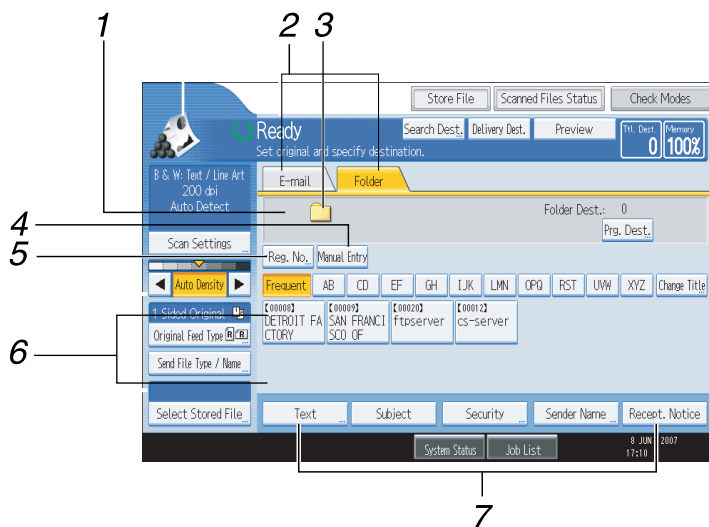 1
2
3
Store File
Scanned Files Status
Check Modes
Ready
Search Dest.
Delivery Dest.
Preview
Ttl. Dest.
0
Memory
100%
Set original and specify destination.
B & W: Text / Line Art
200 dpi
Auto Detect
E-mail
Folder
Folder Dest.: 0
Prg. Dest.
4
5
Scan Settings
Reg. No.
Manual Entry
Auto Density
Frequent
AB
CD
EF
GH
IJK
LMN
OPQ
RST
UVW
XYZ
Change Title
6
1 Sided Original
Original Feed Type
R R
Send File Type / Name
【00008】
DETROIT FA
CTORY
【00009】
SAN FRANCI
SCO OF
【00020】
ftpserver
【00012】
cs-server
Select Stored File
Text
Subject
Security
Sender Name
Recept. Notice
System Status
Job List
8 JUN 2007
17:10
7